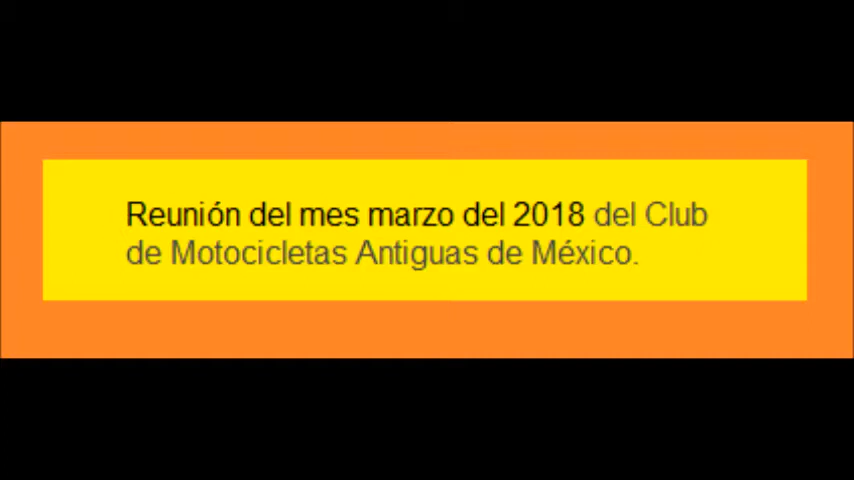 Reunión del mes marzo del 2018 del Club
de Motocicletas Antiguas de México.